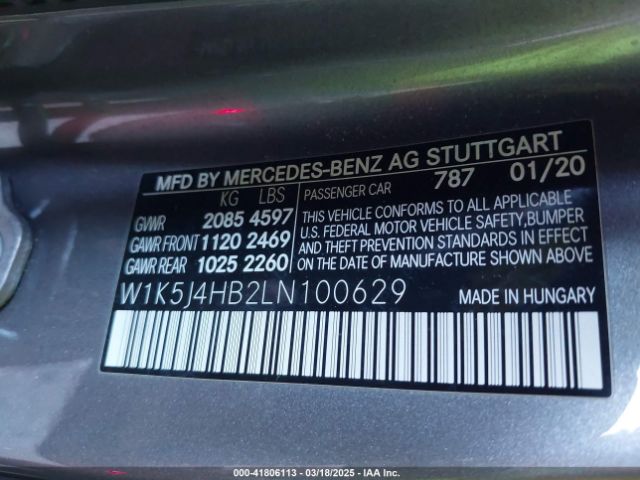 MFD BY MERCEDES-BENZ AG STUTTGART
KG LBS PASSENGER CAR 787 01/20
GVWR 2085 4597
GAWR FRONT 1120 2469
GAWR REAR 1025 2260
THIS VEHICLE CONFORMS TO ALL APPLICABLE
U.S. FEDERAL MOTOR VEHICLE SAFETY, BUMPER
AND THEFT PREVENTION STANDARDS IN EFFECT
ON THE DATE OF MANUFACTURE SHOWN ABOVE
W1K5J4HB2LN100629
MADE IN HUNGARY
000-41806113 — 03/18/2025 — IAAI.COM